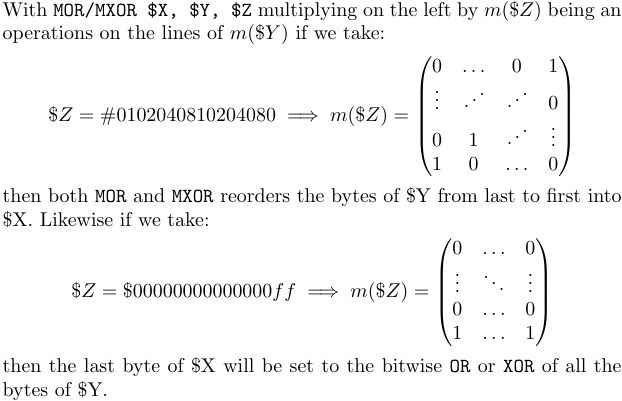 With MOR/MXOR $X, $Y, $Z multiplying on the left by m($Z) being an
operations on the lines of m($Y) if we take:
$Z = #0102040810204080 ⟹ m($Z) = 
0 … 0 1
⋮ ⋰ ⋰ 0
0 1 ⋰ ⋮
1 0 … 0
then both MOR and MXOR reorders the bytes of $Y from last to first into
$X. Likewise if we take:
$Z = $00000000000000ff ⟹ m($Z) = 
0 … 0
⋮ ⋱ ⋮
0 … 0
1 … 1
then the last byte of $X will be set to the bitwise OR or XOR of all the
bytes of $Y.